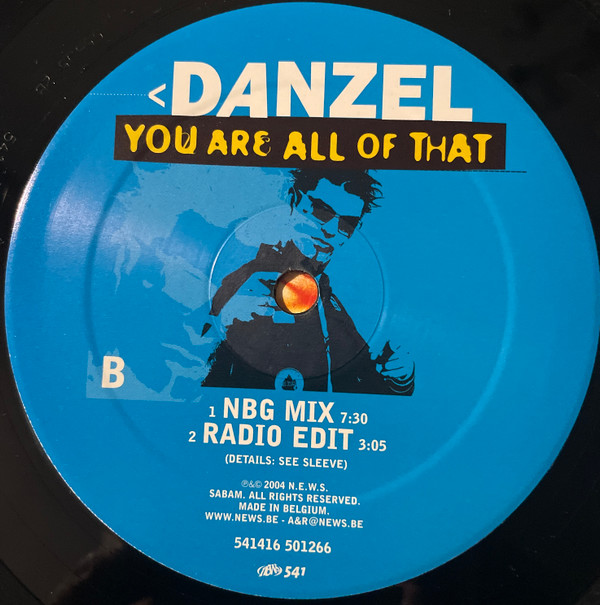 <DANZEL
YOU ARE ALL OF THAT
B
1 NBG MIX 7:30
2 RADIO EDIT 3:05
(DETAILS: SEE SLEEVE)
℗&© 2004 N.E.W.S.
SABAM. ALL RIGHTS RESERVED.
MADE IN BELGIUM.
WWW.NEWS.BE - A&R@NEWS.BE
541416 501266
541